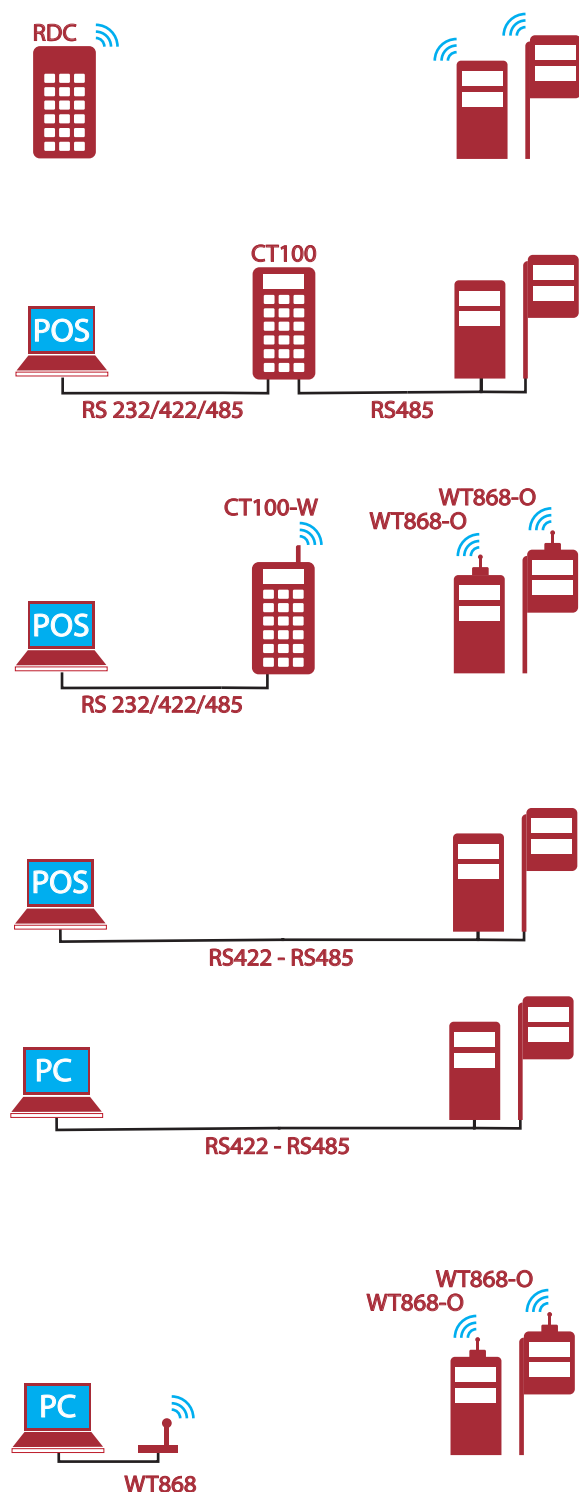 RDC
CT100
POS
RS 232/422/485
RS485
CT100-W
WT868-O
WT868-O
POS
RS 232/422/485
POS
RS422 - RS485
PC
RS422 - RS485
WT868-O
WT868-O
PC
WT868